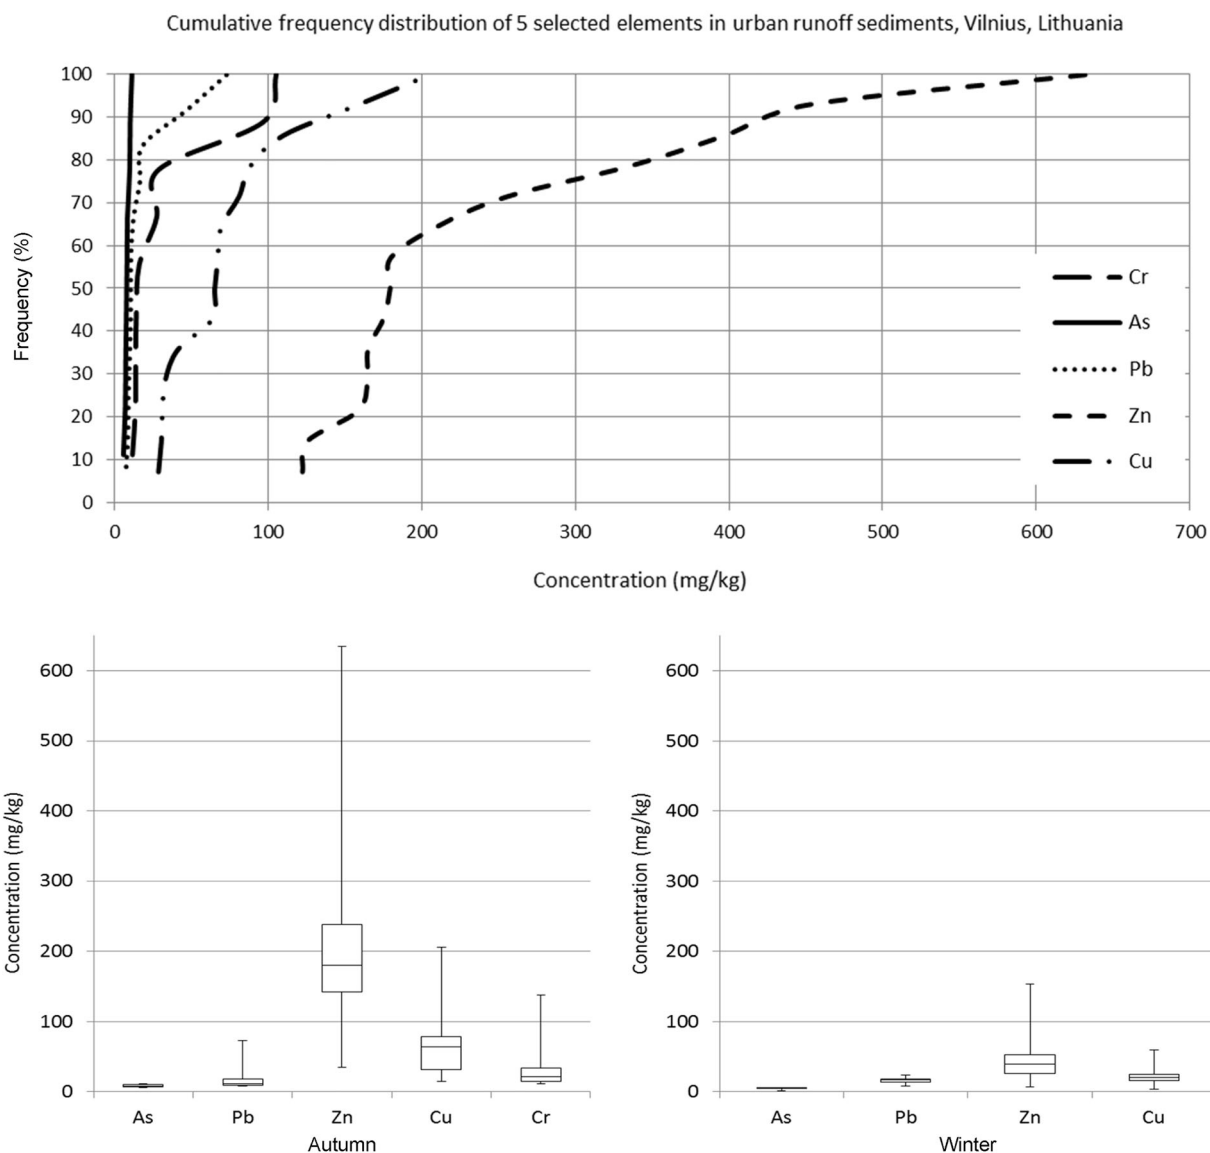 Cumulative frequency distribution of 5 selected elements in urban runoff sediments, Vilnius, Lithuania
100
90
80
70
60
50
40
30
20
10
0
Frequency (%)
Cr
As
Pb
Zn
Cu
0 100 200 300 400 500 600 700
Concentration (mg/kg)
600
500
400
300
200
100
0
Concentration (mg/kg)
As Pb Zn Cu Cr
Autumn
600
500
400
300
200
100
0
Concentration (mg/kg)
As Pb Zn Cu
Winter